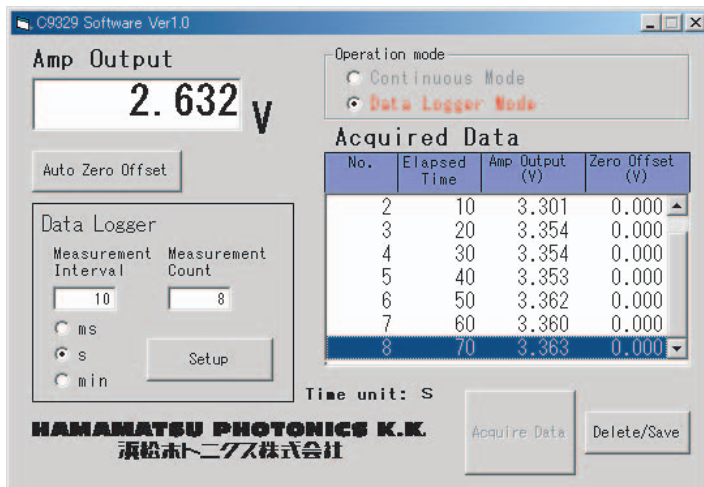 C9329 Software Ver1.0
Amp Output
2.632 V
Auto Zero Offset
Operation mode
Continuous Mode
Data Logger Mode
Acquired Data
No. Elapsed Time Amp Output (V) Zero Offset (V)
2 10 3.301 0.000
3 20 3.354 0.000
4 30 3.354 0.000
5 40 3.353 0.000
6 50 3.362 0.000
7 60 3.360 0.000
8 70 3.363 0.000
Data Logger
Measurement Interval
Measurement Count
10 8
ms
s
min
Setup
Time unit: S
Acquire Data
Delete/Save
HAMAMATSU PHOTONICS K.K.
浜松ホトニクス株式会社